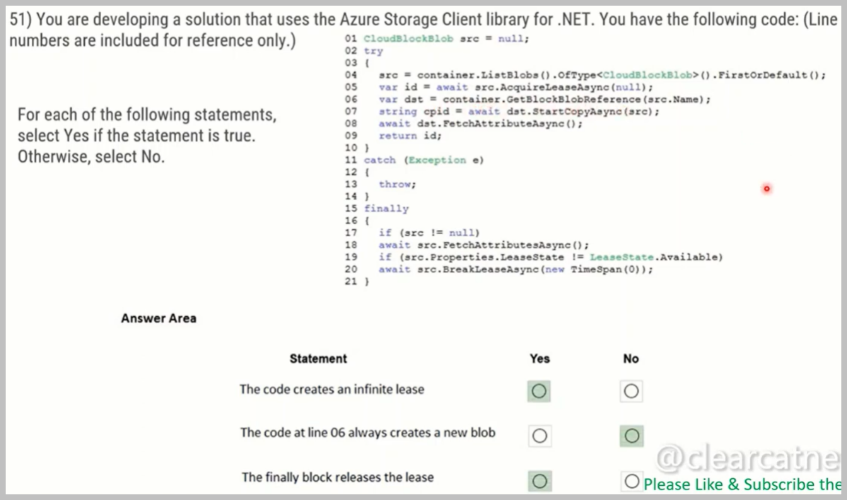 51) You are developing a solution that uses the Azure Storage Client library for .NET. You have the following code: (Line
numbers are included for reference only.)
01 CloudBlockBlob src = null;
02 try
03 {
04 src = container.ListBlobs().OfType<CloudBlockBlob>().FirstOrDefault();
05 var id = await src.AcquireLeaseAsync(null);
06 var dst = container.GetBlockBlobReference(src.Name);
07 string cpid = await dst.StartCopyAsync(src);
08 await dst.FetchAttributeAsync();
09 return id;
10 }
11 catch (Exception e)
12 {
13 throw;
14 }
15 finally
16 {
17 if (src != null)
18 await src.FetchAttributesAsync();
19 if (src.Properties.LeaseState != LeaseState.Available)
20 await src.BreakLeaseAsync(new TimeSpan(0));
21 }
For each of the following statements,
select Yes if the statement is true.
Otherwise, select No.
Answer Area
Statement Yes No
The code creates an infinite lease
The code at line 06 always creates a new blob
The finally block releases the lease
@clearcatne
Please Like & Subscribe the